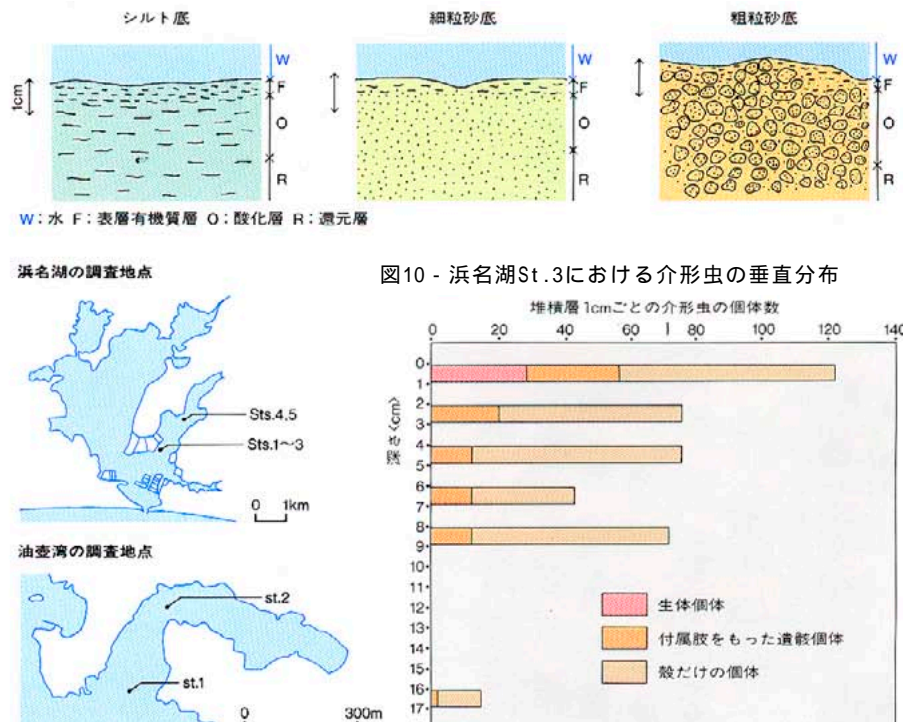 シルト底
細粒砂底
粗粒砂底
1cm
W
F
O
R
W
F
O
R
W
F
O
R
W:水 F:表層有機質層 O:酸化層 R:還元層
浜名湖の調査地点
Sts.4.5
Sts.1〜3
0 1km
油壺湾の調査地点
st.2
st.1
0 300m
図10 - 浜名湖St.3における介形虫の垂直分布
堆積層1cmごとの介形虫の個体数
0 20 40 60 80 100 120 140
深さ〈cm〉
0
1
2
3
4
5
6
7
8
9
10
11
12
13
14
15
16
17
生体個体
付属肢をもった遺骸個体
殻だけの個体